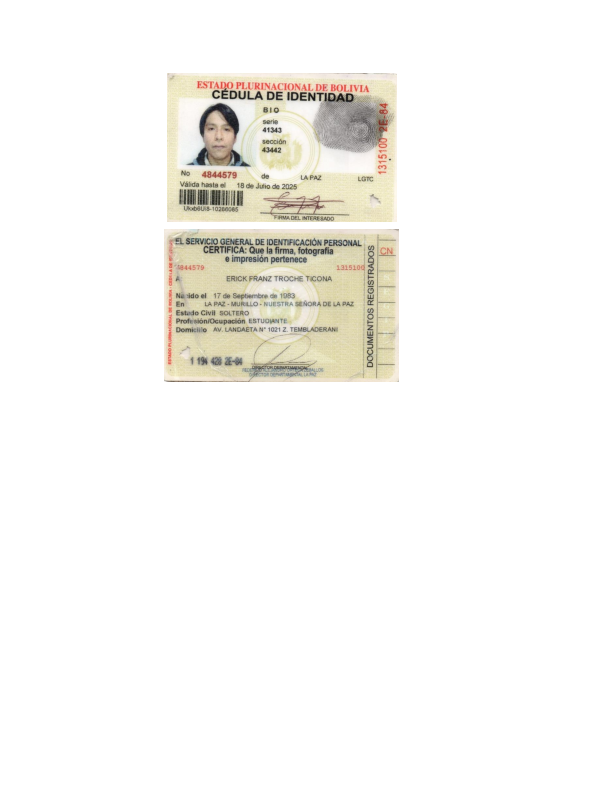 ESTADO PLURINACIONAL DE BOLIVIA
CÉDULA DE IDENTIDAD
BIO
serie
41343
sección
43442
1315100 2E-84
No 4844579 de LA PAZ LGTC
Válida hasta el 18 de Julio de 2025
FIRMA DEL INTERESADO
EL SERVICIO GENERAL DE IDENTIFICACIÓN PERSONAL
CERTIFICA: Que la firma, fotografía
e impresión pertenece
4844579 1315100
A ERICK FRANZ TROCHE TICONA
Nacido el 17 de Septiembre de 1983
En LA PAZ - MURILLO - NUESTRA SEÑORA DE LA PAZ
Estado Civil SOLTERO
Profesión/Ocupación ESTUDIANTE
Domicilio AV. LANDAETA N° 1021 Z. TEMBLADERANI
1 194 420 2E-84
DIRECTOR DEPARTAMENTAL
DOCUMENTOS REGISTRADOS
CN